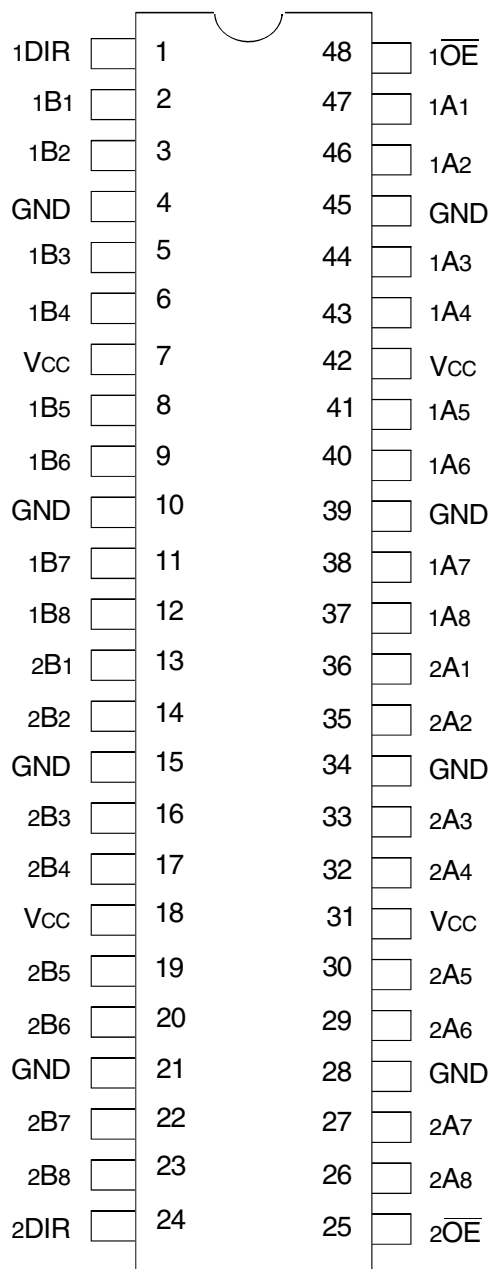 1DIR 1 48 1O̅E̅
1B1 2 47 1A1
1B2 3 46 1A2
GND 4 45 GND
1B3 5 44 1A3
1B4 6 43 1A4
VCC 7 42 VCC
1B5 8 41 1A5
1B6 9 40 1A6
GND 10 39 GND
1B7 11 38 1A7
1B8 12 37 1A8
2B1 13 36 2A1
2B2 14 35 2A2
GND 15 34 GND
2B3 16 33 2A3
2B4 17 32 2A4
VCC 18 31 VCC
2B5 19 30 2A5
2B6 20 29 2A6
GND 21 28 GND
2B7 22 27 2A7
2B8 23 26 2A8
2DIR 24 25 2O̅E̅